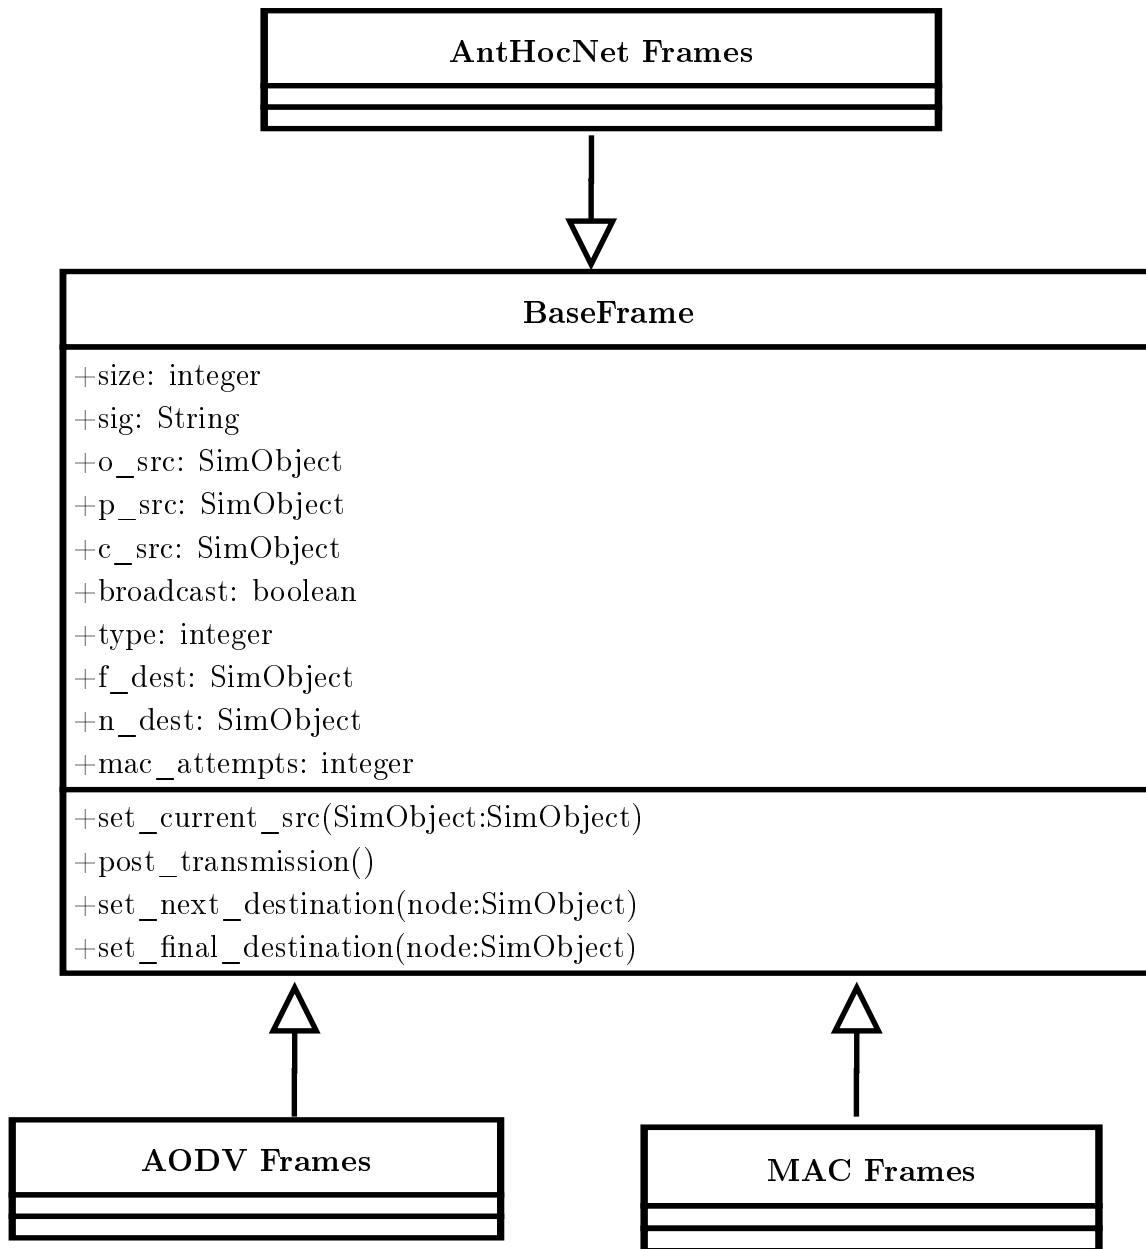 AntHocNet Frames
BaseFrame
+size: integer
+sig: String
+o_src: SimObject
+p_src: SimObject
+c_src: SimObject
+broadcast: boolean
+type: integer
+f_dest: SimObject
+n_dest: SimObject
+mac_attempts: integer
+set_current_src(SimObject:SimObject)
+post_transmission()
+set_next_destination(node:SimObject)
+set_final_destination(node:SimObject)
AODV Frames
MAC Frames